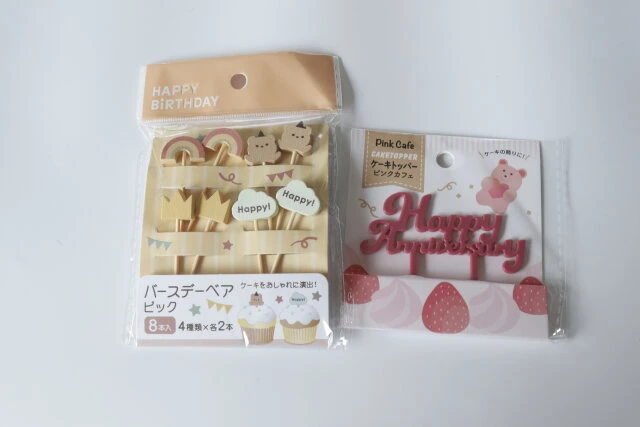 HAPPY
BiRTHDAY
Happy!
Happy!
バースデーベア
ピック
ケーキをおしゃれに演出!
Happy!
8本入
4種類×各2本
Pink Cafe
CAKETOPPER
ケーキトッパー
ピンクカフェ
ケーキの飾りに!
Happy
Anniversary